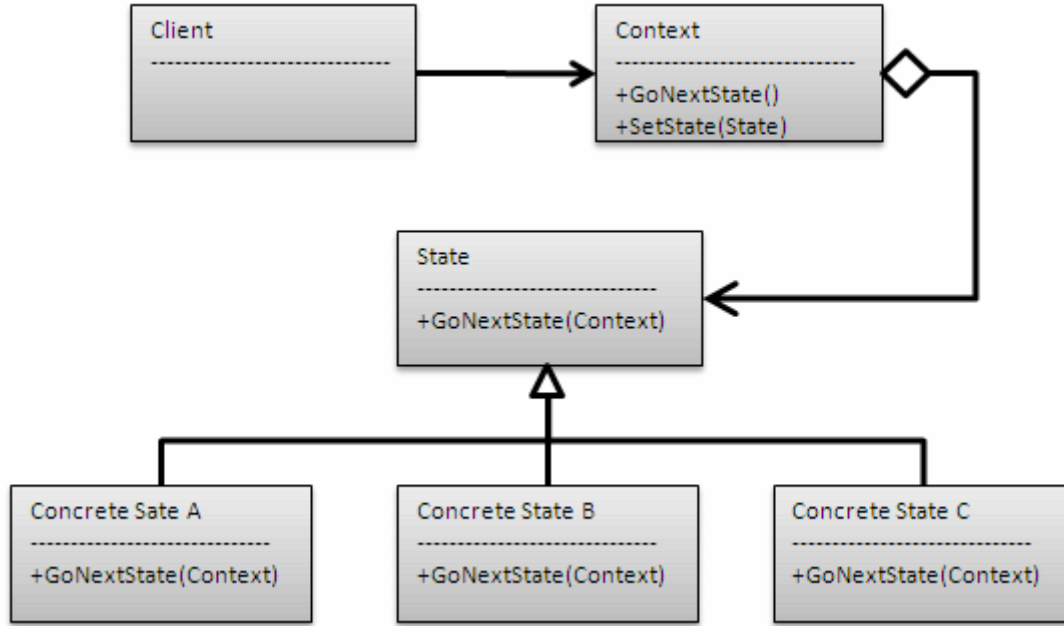 Client
------------------------------
Context
------------------------------
+GoNextState()
+SetState(State)
State
------------------------------
+GoNextState(Context)
Concrete Sate A
------------------------------
+GoNextState(Context)
Concrete State B
------------------------------
+GoNextState(Context)
Concrete State C
------------------------------
+GoNextState(Context)